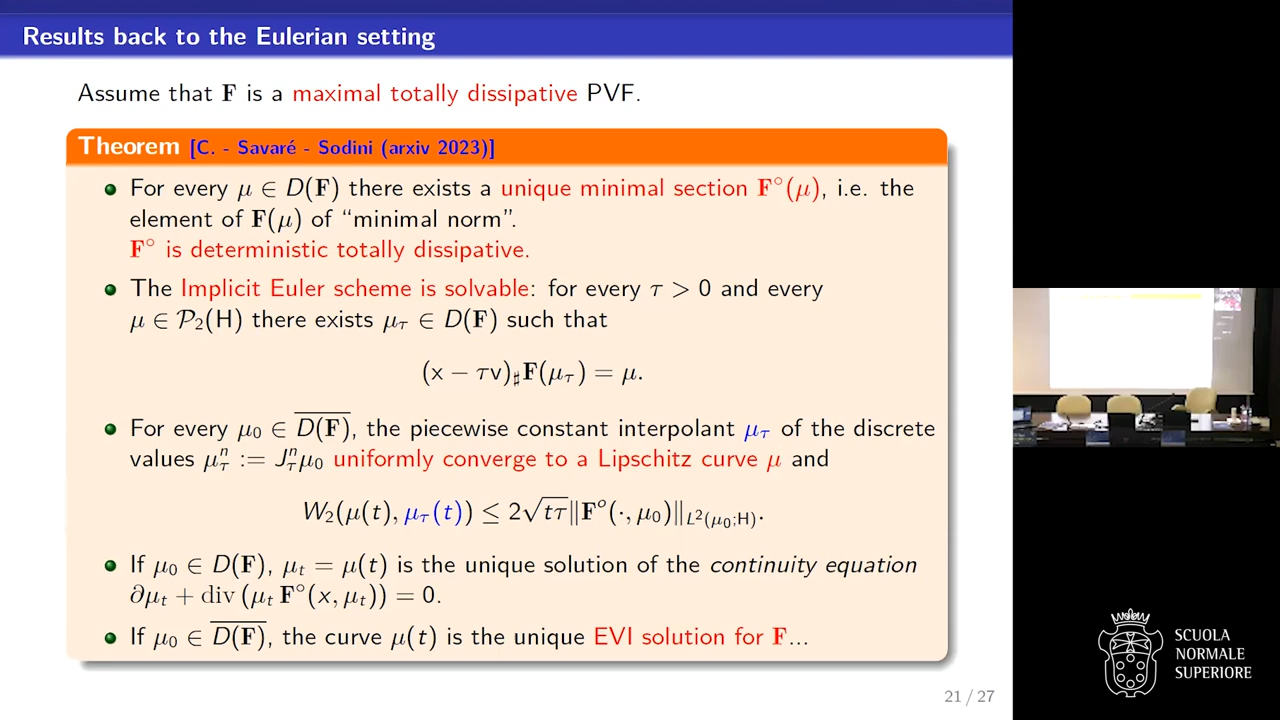 Results back to the Eulerian setting
Assume that F is a maximal totally dissipative PVF.
Theorem [C. - Savaré - Sodini (arxiv 2023)]
For every μ ∈ D(F) there exists a unique minimal section F°(μ), i.e. the
element of F(μ) of “minimal norm”.
F° is deterministic totally dissipative.
The Implicit Euler scheme is solvable: for every τ > 0 and every
μ ∈ 𝒫₂(H) there exists μ_τ ∈ D(F) such that
(x − τv)_♯F(μ_τ) = μ.
For every μ₀ ∈ \overline{D(F)}, the piecewise constant interpolant μ_τ of the discrete
values μ_τ^n := J_τ^n μ₀ uniformly converge to a Lipschitz curve μ and
W₂(μ(t), μ_τ(t)) ≤ 2√(tτ)‖F^o(·, μ₀)‖_{L²(μ₀;H)}.
If μ₀ ∈ D(F), μ_t = μ(t) is the unique solution of the continuity equation
∂μ_t + div (μ_t F°(x, μ_t)) = 0.
If μ₀ ∈ \overline{D(F)}, the curve μ(t) is the unique EVI solution for F...
21 / 27
SCUOLA
NORMALE
SUPERIORE